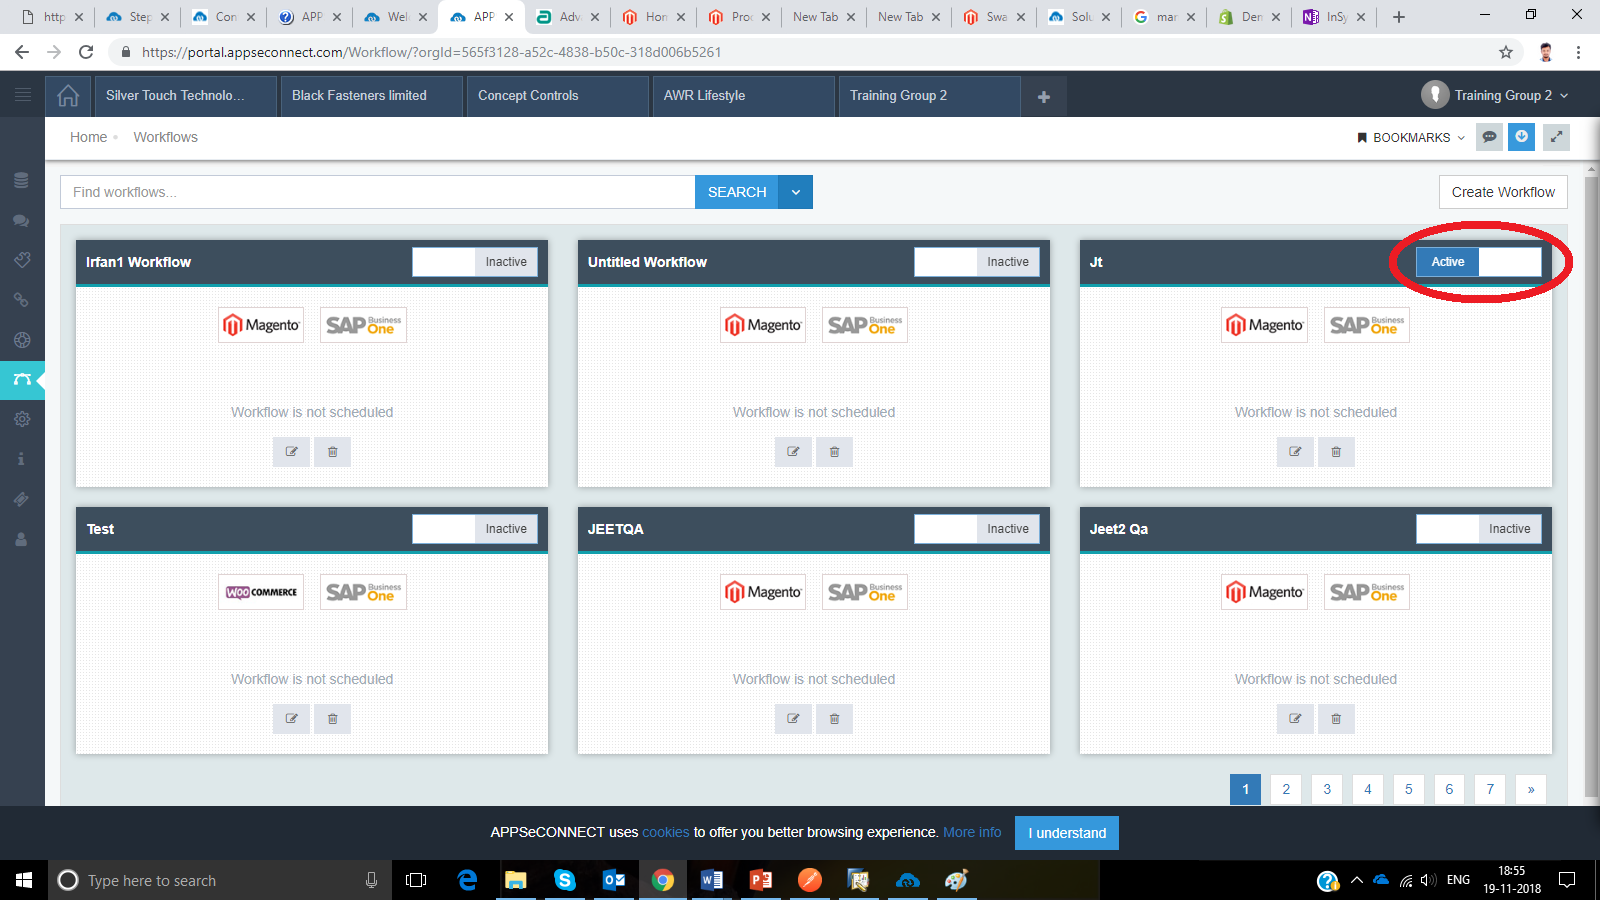 http
Step
Con
APP
Wel
APP
Adv
Hon
Proc
New Tab
New Tab
Swa
Solu
mar
Den
InSy
https://portal.appseconnect.com/Workflow/?orgId=565f3128-a52c-4838-b50c-318d006b5261
Silver Touch Technolo...
Black Fasteners limited
Concept Controls
AWR Lifestyle
Training Group 2
Training Group 2
Home
Workflows
BOOKMARKS
Find workflows...
SEARCH
Create Workflow
Irfan1 Workflow
Inactive
Untitled Workflow
Inactive
Jt
Active
Magento
SAP Business One
Magento
SAP Business One
Magento
SAP Business One
Workflow is not scheduled
Workflow is not scheduled
Workflow is not scheduled
Test
Inactive
JEETQA
Inactive
Jeet2 Qa
Inactive
WOO COMMERCE
SAP Business One
Magento
SAP Business One
Magento
SAP Business One
Workflow is not scheduled
Workflow is not scheduled
Workflow is not scheduled
1 2 3 4 5 6 7 »
APPSeCONNECT uses cookies to offer you better browsing experience. More info
I understand
Type here to search
ENG
18:55
19-11-2018